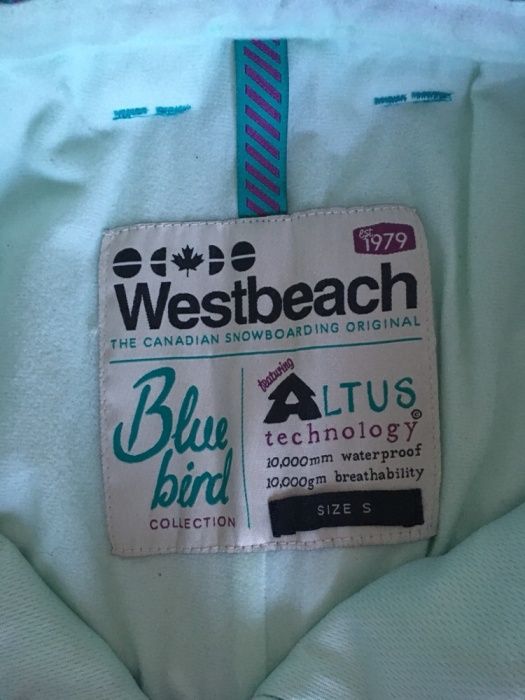 est. 1979
Westbeach
THE CANADIAN SNOWBOARDING ORIGINAL
Blue
bird
COLLECTION
featuring
ALTUS
technology©
10,000mm waterproof
10,000gm breathability
SIZE S